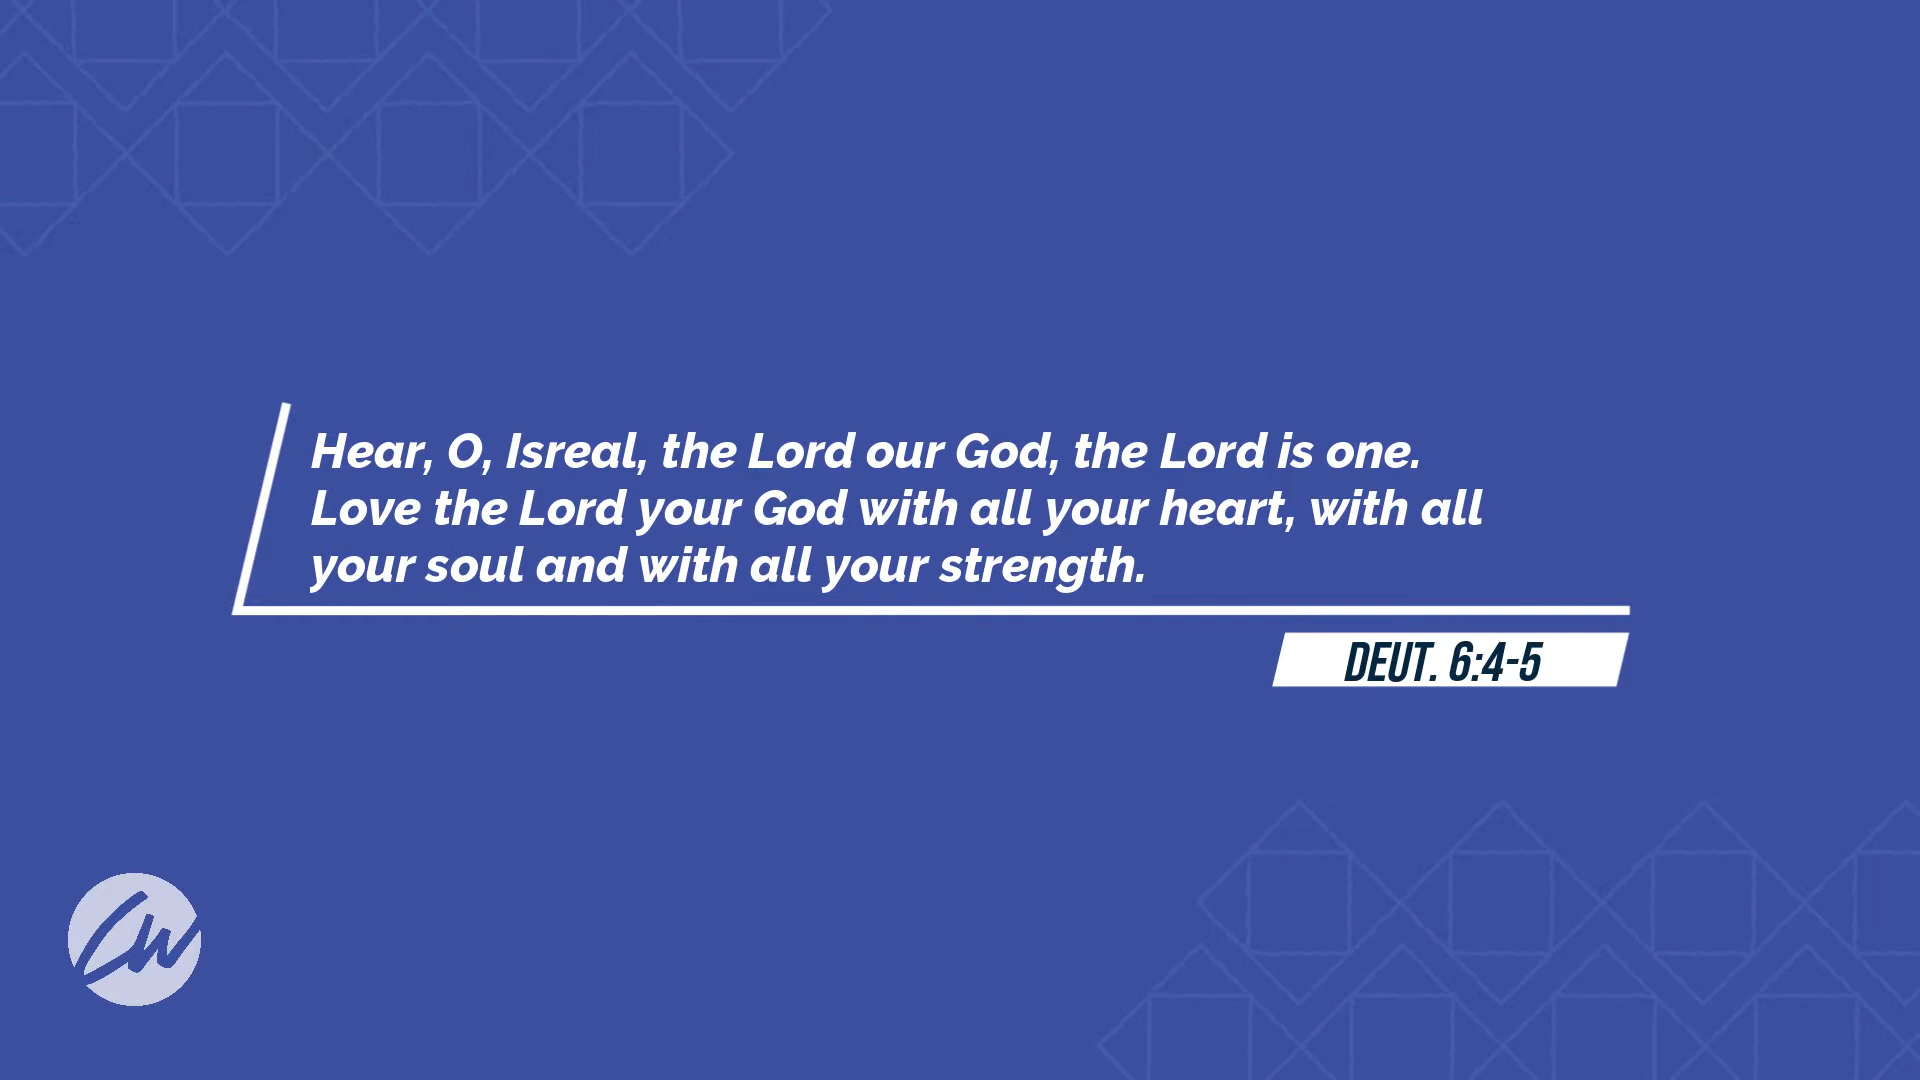 Hear, O, Isreal, the Lord our God, the Lord is one.
Love the Lord your God with all your heart, with all
your soul and with all your strength.
DEUT. 6:4-5